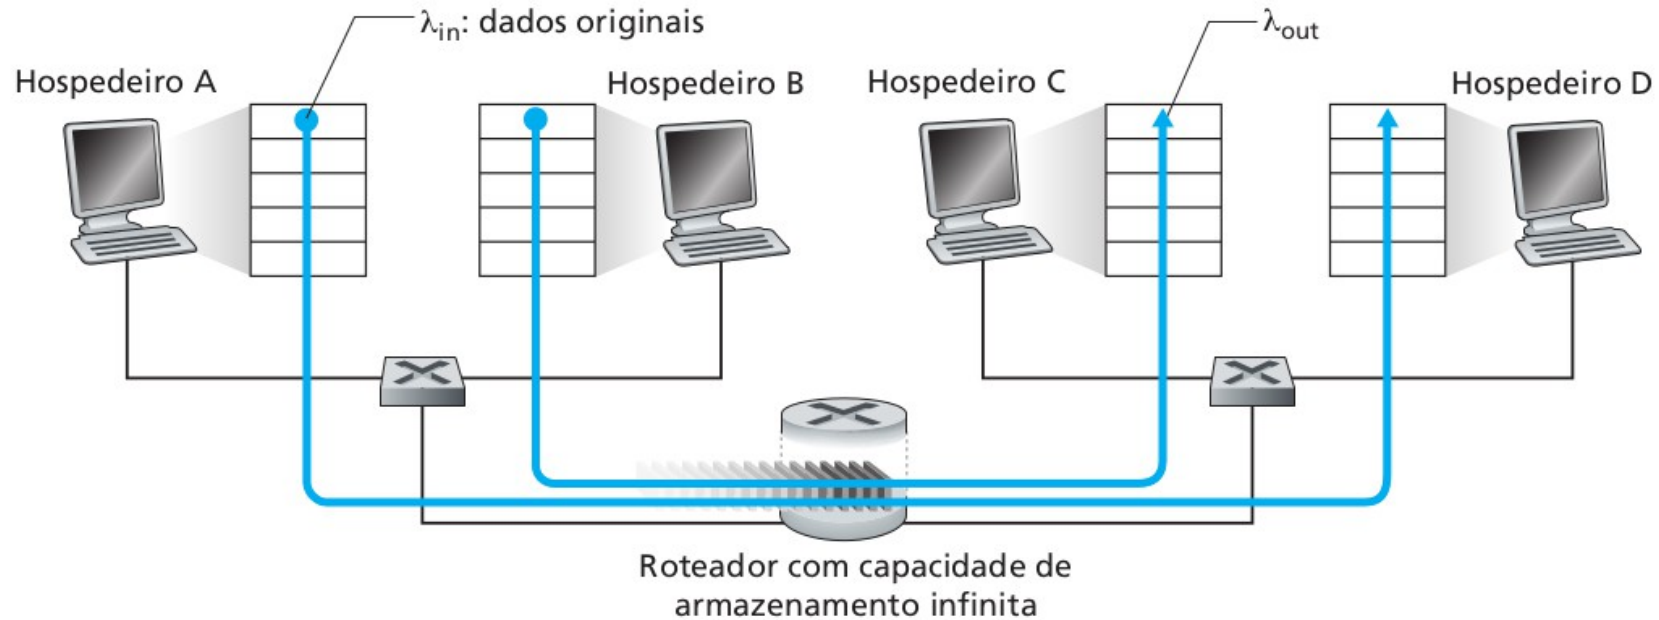 λin: dados originais
λout
Hospedeiro A
Hospedeiro B
Hospedeiro C
Hospedeiro D
Roteador com capacidade de
armazenamento infinita